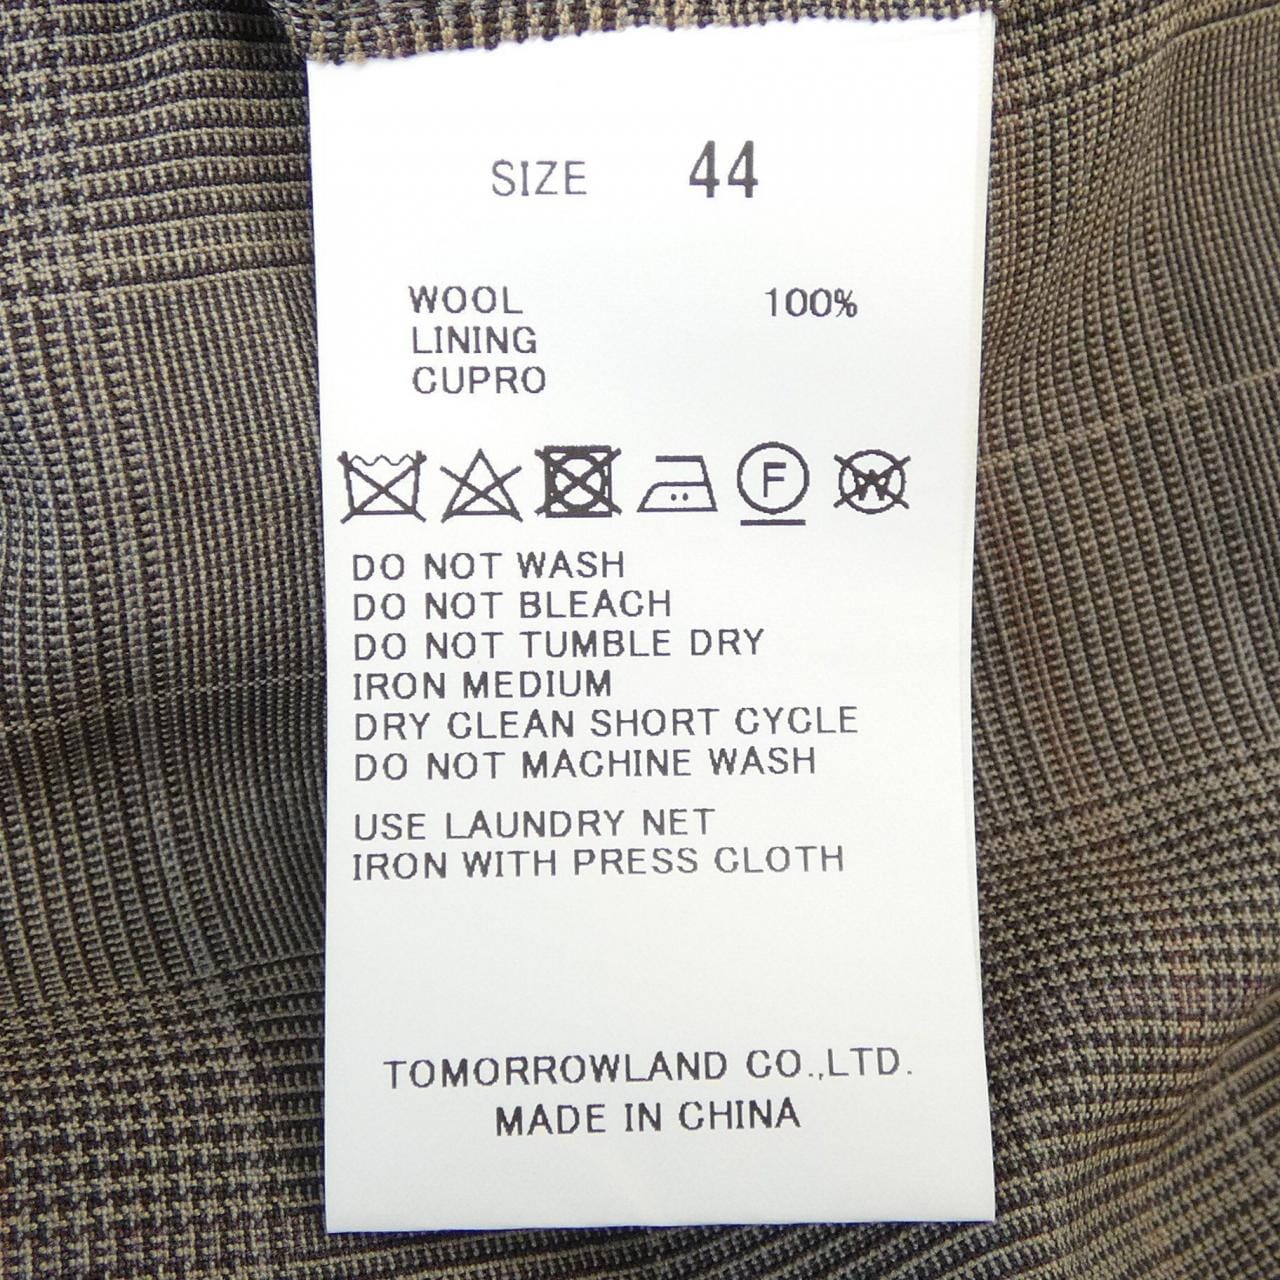 SIZE 44
WOOL 100%
LINING
CUPRO
F W
DO NOT WASH
DO NOT BLEACH
DO NOT TUMBLE DRY
IRON MEDIUM
DRY CLEAN SHORT CYCLE
DO NOT MACHINE WASH
USE LAUNDRY NET
IRON WITH PRESS CLOTH
TOMORROWLAND CO.,LTD.
MADE IN CHINA